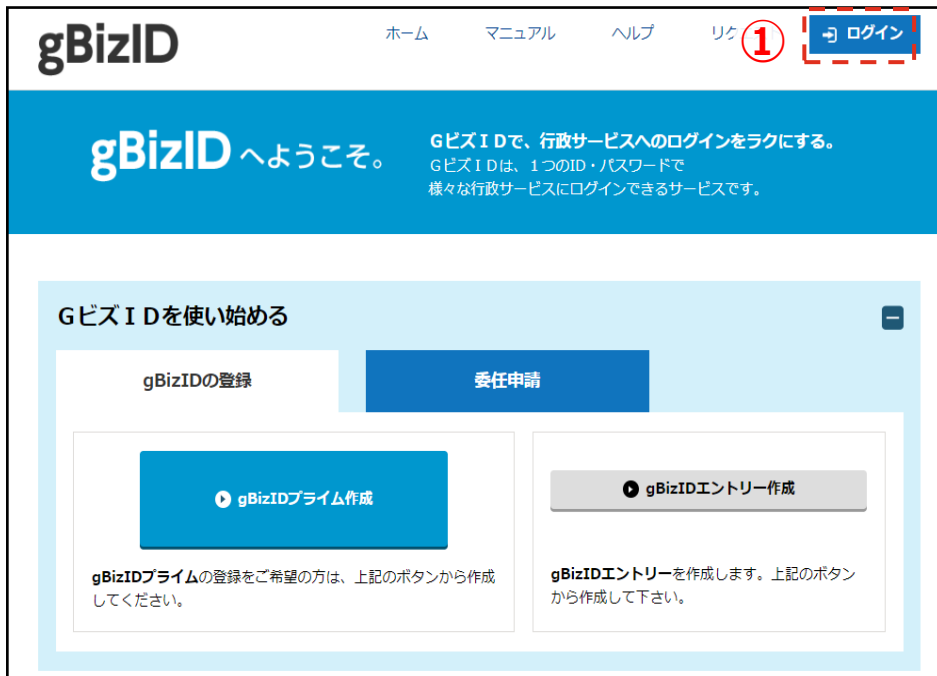 gBizID
ホーム マニュアル ヘルプ リク ① ログイン
gBizID へようこそ。
GビズIDで、行政サービスへのログインをラクにする。
GビズIDは、1つのID・パスワードで
様々な行政サービスにログインできるサービスです。
GビズIDを使い始める
gBizIDの登録 委任申請
gBizIDプライム作成
gBizIDプライムの登録をご希望の方は、上記のボタンから作成
してください。
gBizIDエントリー作成
gBizIDエントリーを作成します。上記のボタン
から作成して下さい。